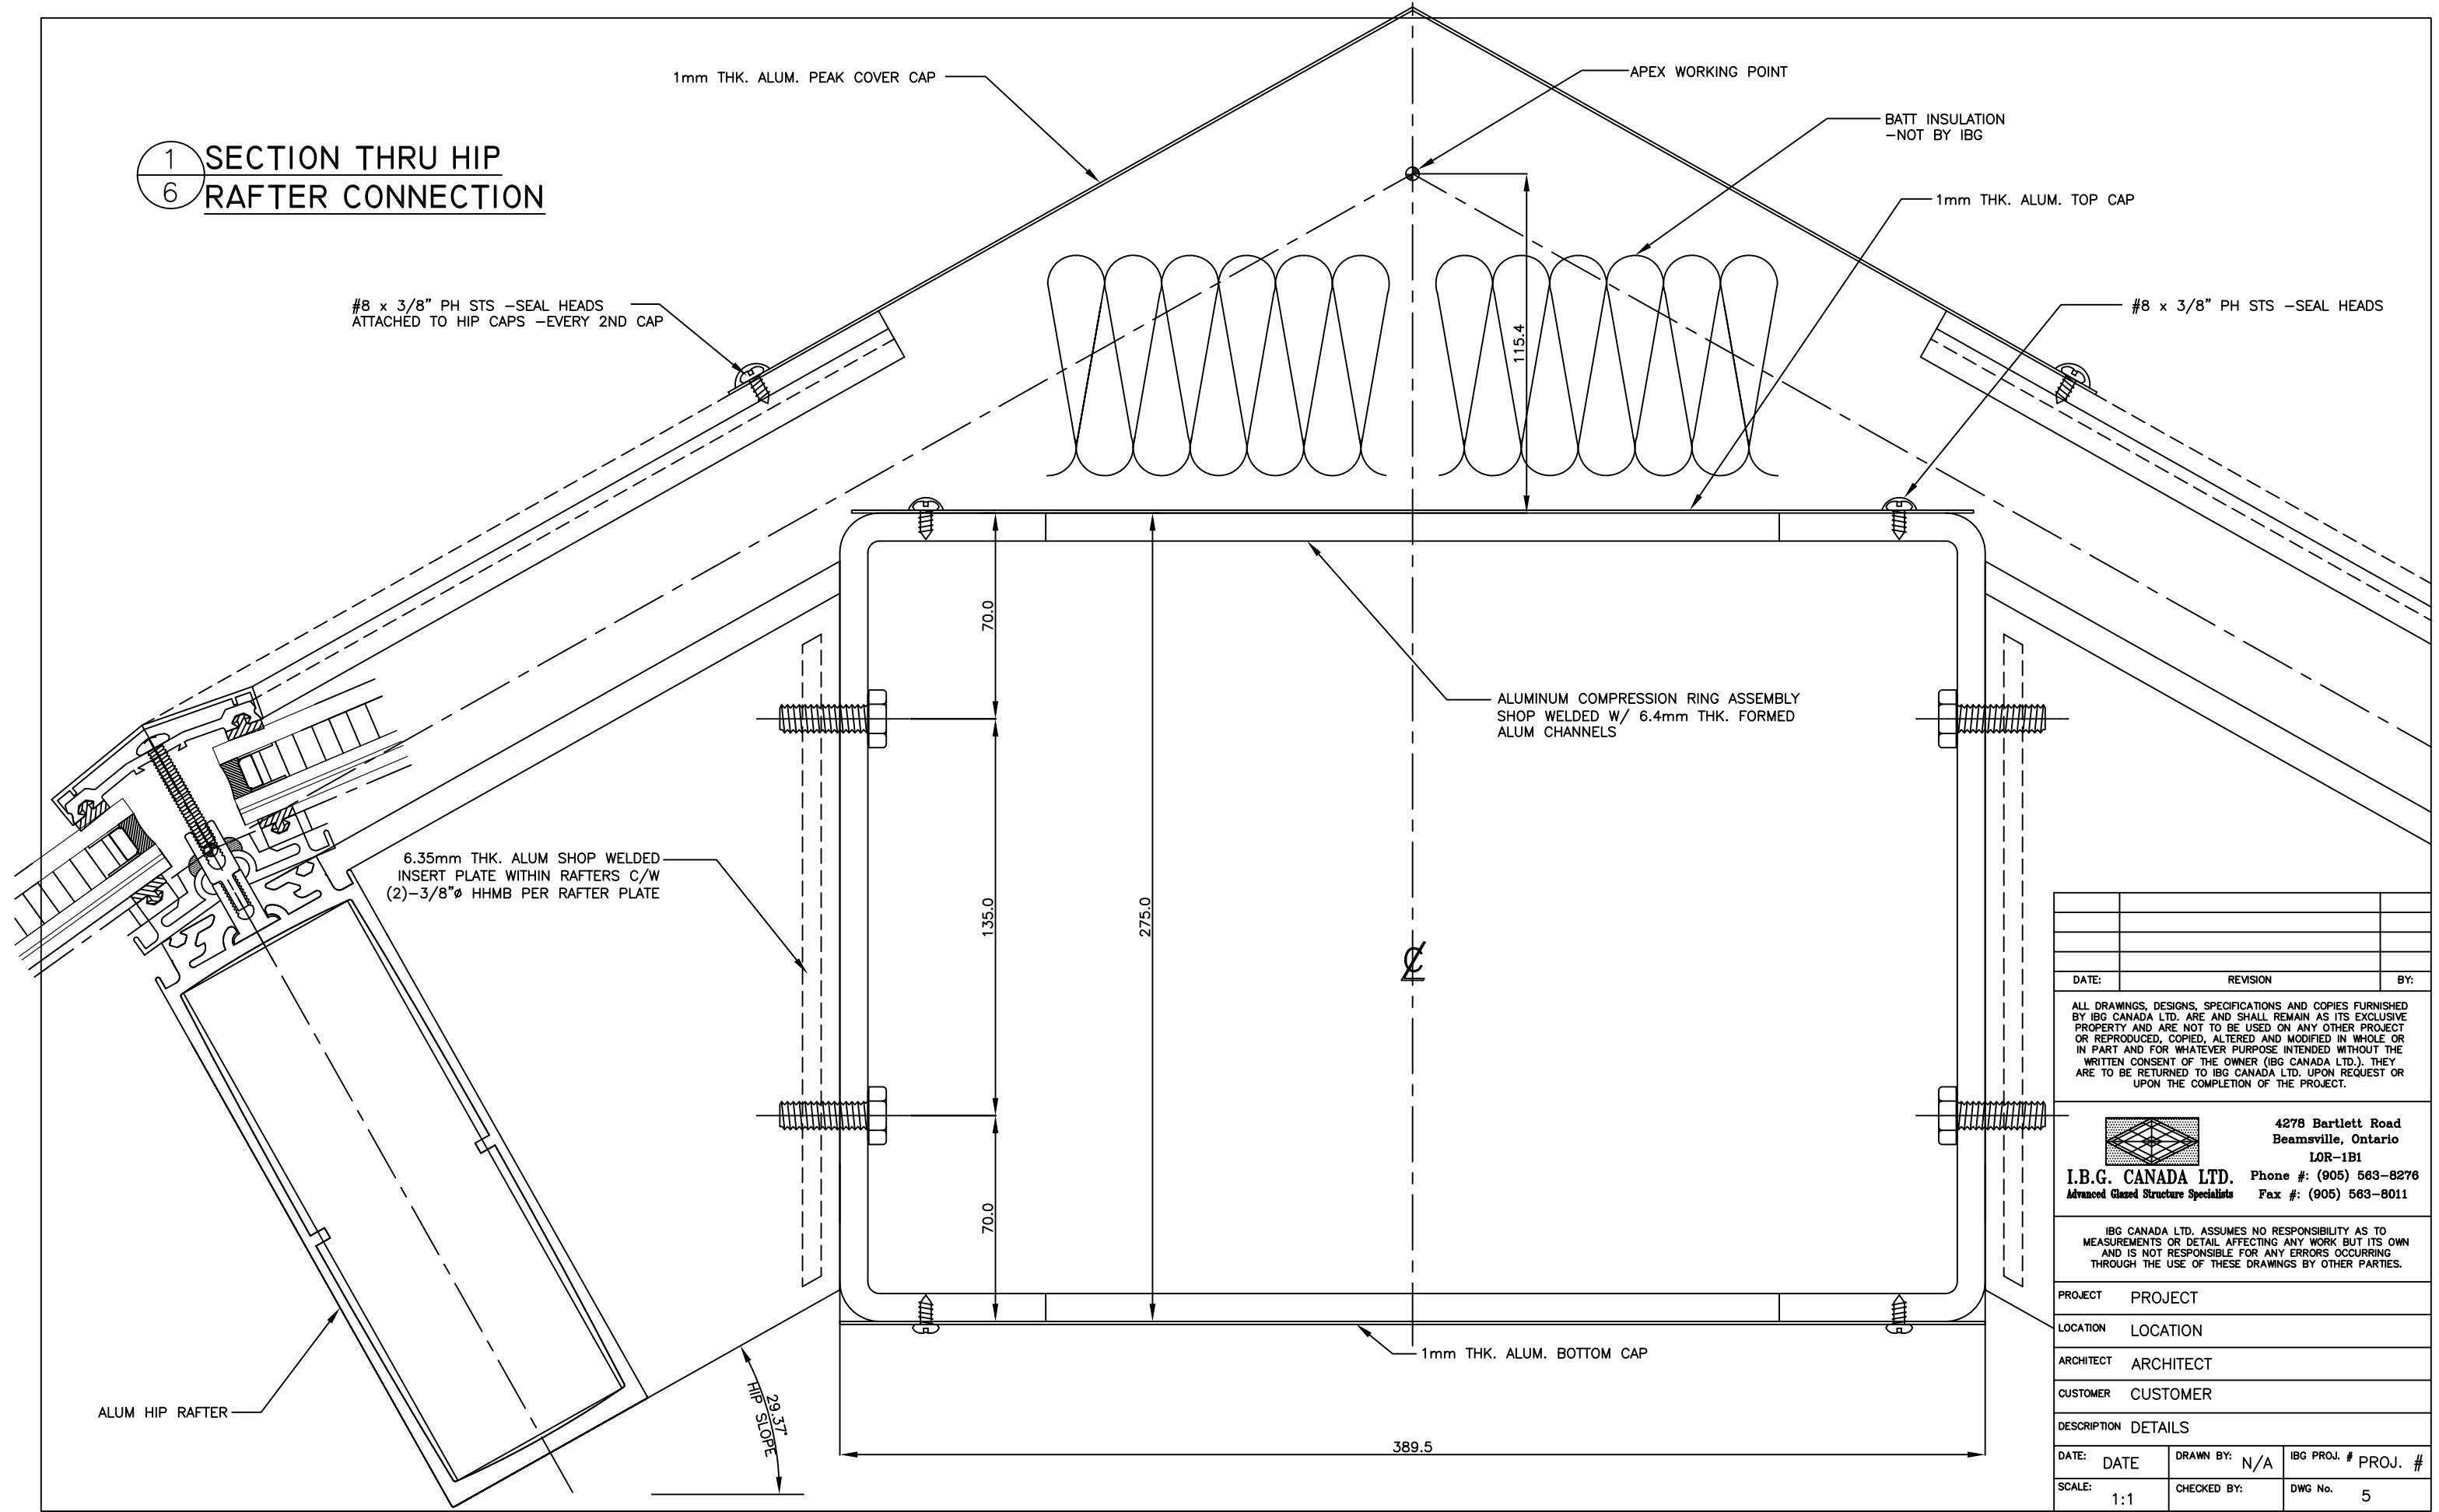 1mm THK. ALUM. PEAK COVER CAP
APEX WORKING POINT
BATT INSULATION
-NOT BY IBG
1
6
SECTION THRU HIP
RAFTER CONNECTION
1mm THK. ALUM. TOP CAP
#8 x 3/8" PH STS -SEAL HEADS
ATTACHED TO HIP CAPS -EVERY 2ND CAP
#8 x 3/8" PH STS -SEAL HEADS
115.4
70.0
ALUMINUM COMPRESSION RING ASSEMBLY
SHOP WELDED W/ 6.4mm THK. FORMED
ALUM CHANNELS
6.35mm THK. ALUM SHOP WELDED
INSERT PLATE WITHIN RAFTERS C/W
(2)-3/8"ø HHMB PER RAFTER PLATE
135.0
275.0
℄
70.0
1mm THK. ALUM. BOTTOM CAP
29.37°
HIP SLOPE
ALUM HIP RAFTER
389.5
DATE: REVISION BY:
ALL DRAWINGS, DESIGNS, SPECIFICATIONS AND COPIES FURNISHED
BY IBG CANADA LTD. ARE AND SHALL REMAIN AS ITS EXCLUSIVE
PROPERTY AND ARE NOT TO BE USED ON ANY OTHER PROJECT
OR REPRODUCED, COPIED, ALTERED AND MODIFIED IN WHOLE OR
IN PART AND FOR WHATEVER PURPOSE INTENDED WITHOUT THE
WRITTEN CONSENT OF THE OWNER (IBG CANADA LTD.). THEY
ARE TO BE RETURNED TO IBG CANADA LTD. UPON REQUEST OR
UPON THE COMPLETION OF THE PROJECT.
I.B.G. CANADA LTD.
Advanced Glazed Structure Specialists
4278 Bartlett Road
Beamsville, Ontario
L0R-1B1
Phone #: (905) 563-8276
Fax #: (905) 563-8011
IBG CANADA LTD. ASSUMES NO RESPONSIBILITY AS TO
MEASUREMENTS OR DETAIL AFFECTING ANY WORK BUT ITS OWN
AND IS NOT RESPONSIBLE FOR ANY ERRORS OCCURRING
THROUGH THE USE OF THESE DRAWINGS BY OTHER PARTIES.
PROJECT PROJECT
LOCATION LOCATION
ARCHITECT ARCHITECT
CUSTOMER CUSTOMER
DESCRIPTION DETAILS
DATE: DATE DRAWN BY: N/A IBG PROJ. # PROJ. #
SCALE: 1:1 CHECKED BY: DWG No. 5